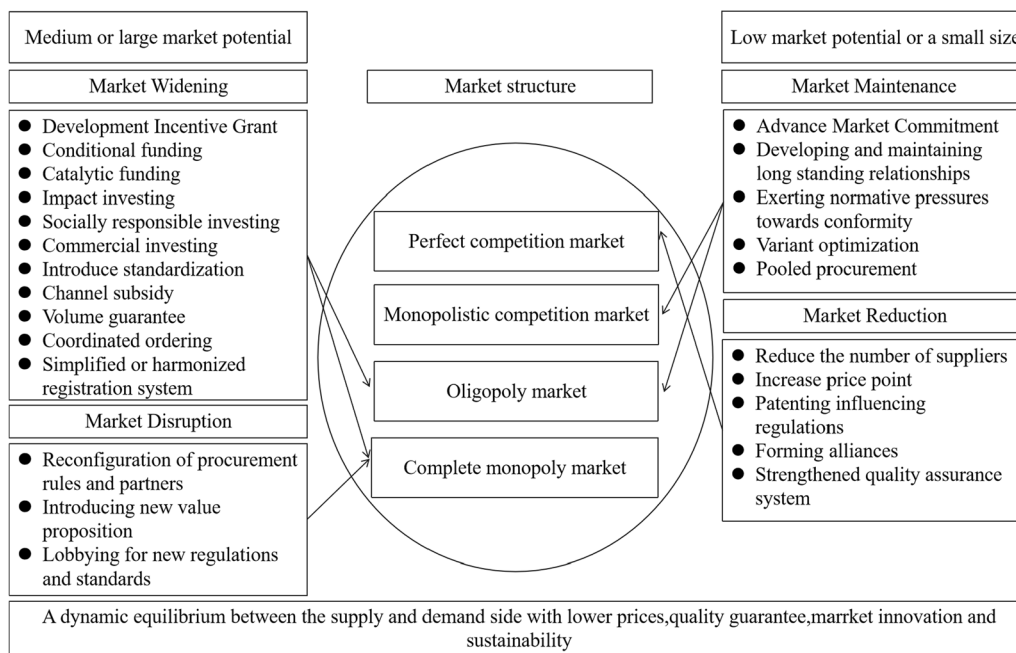 Medium or large market potential
Market Widening
Development Incentive Grant
Conditional funding
Catalytic funding
Impact investing
Socially responsible investing
Commercial investing
Introduce standardization
Channel subsidy
Volume guarantee
Coordinated ordering
Simplified or harmonized
registration system
Market Disruption
Reconfiguration of procurement
rules and partners
Introducing new value
proposition
Lobbying for new regulations
and standards
Market structure
Perfect competition market
Monopolistic competition market
Oligopoly market
Complete monopoly market
Low market potential or a small size
Market Maintenance
Advance Market Commitment
Developing and maintaining
long standing relationships
Exerting normative pressures
towards conformity
Variant optimization
Pooled procurement
Market Reduction
Reduce the number of suppliers
Increase price point
Patenting influencing
regulations
Forming alliances
Strengthened quality assurance
system
A dynamic equilibrium between the supply and demand side with lower prices,quality guarantee,marrket innovation and
sustainability